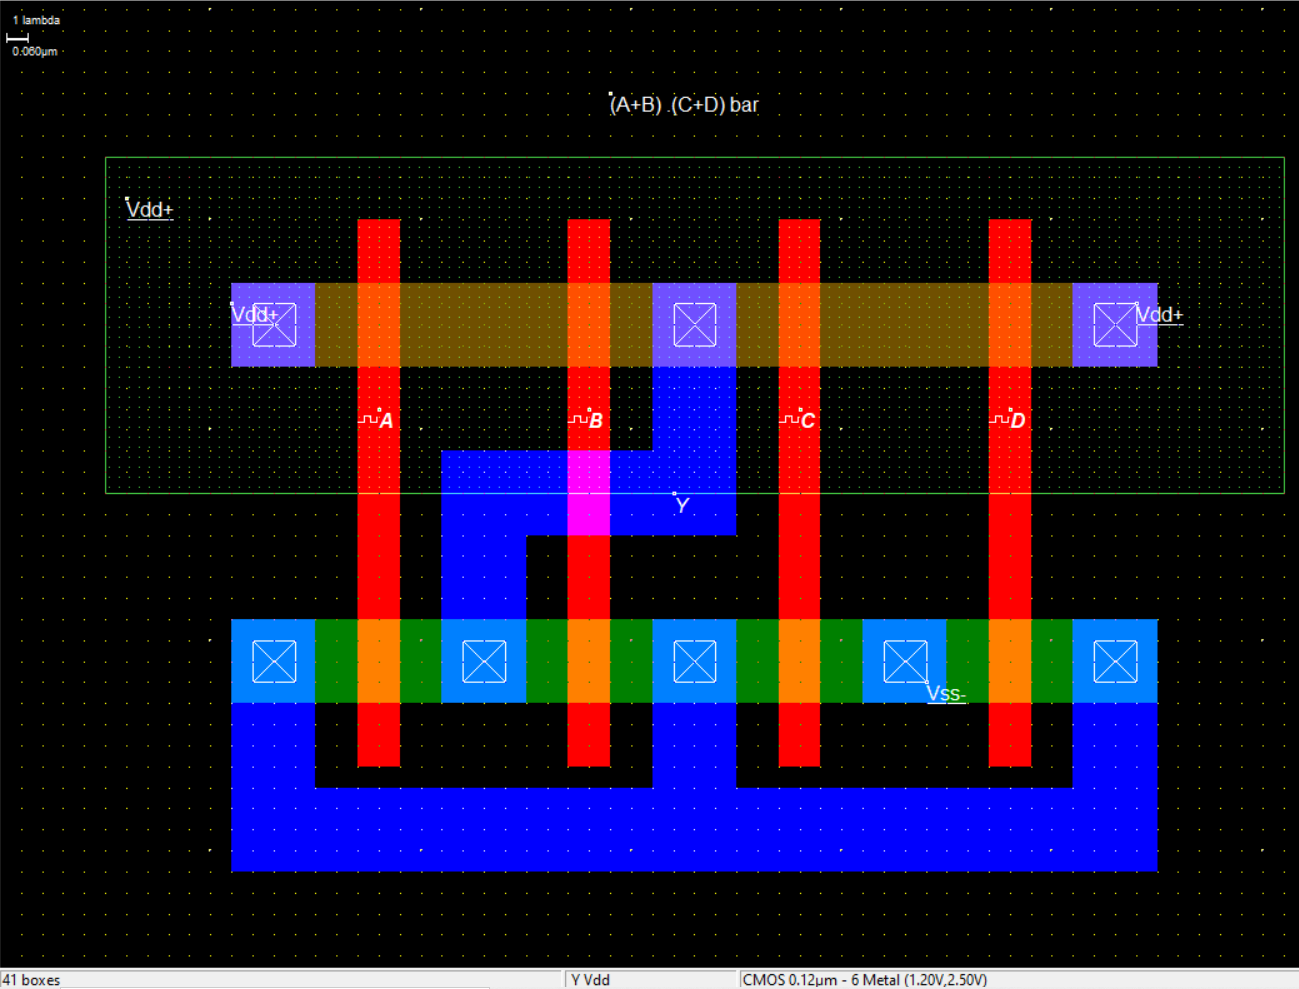 1 lambda
0.060µm
(A+B) .(C+D) bar
Vdd+
Vdd+
Vdd+
A
B
C
D
Y
Vss-
41 boxes
Y Vdd
CMOS 0.12µm - 6 Metal (1.20V,2.50V)